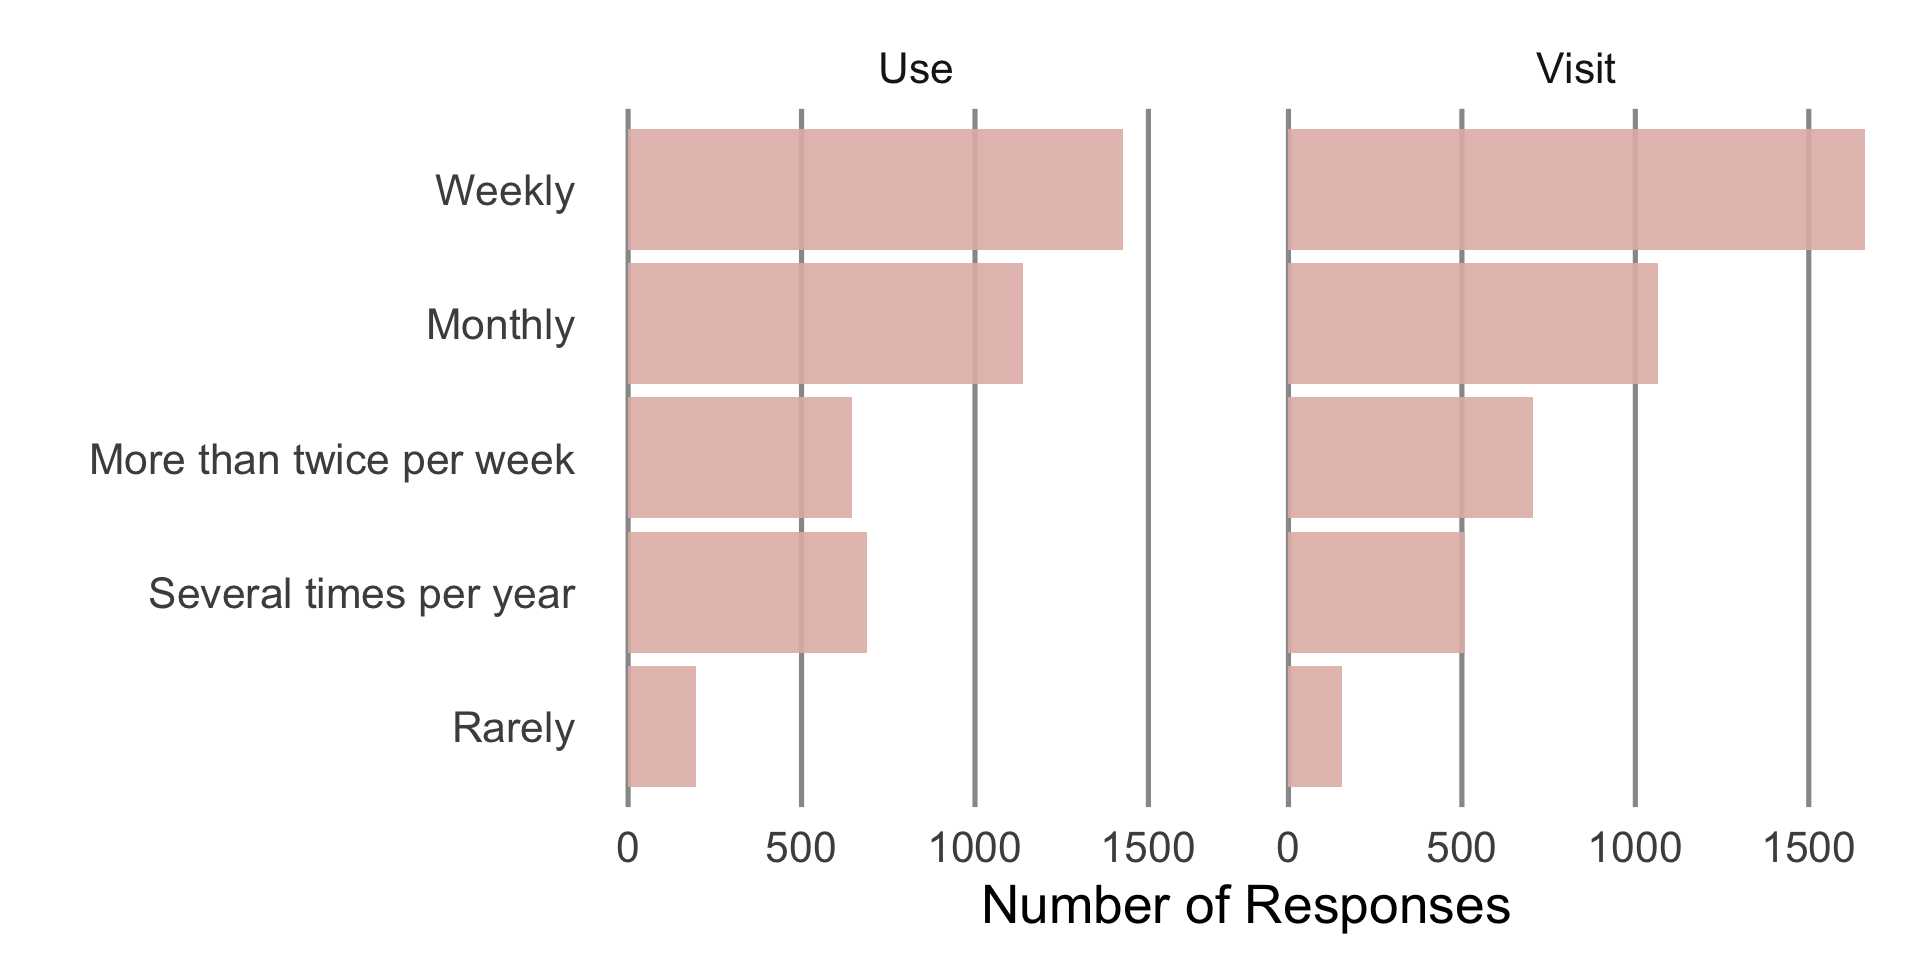 Use
Visit
Weekly
Monthly
More than twice per week
Several times per year
Rarely
0 500 1000 1500
0 500 1000 1500
Number of Responses